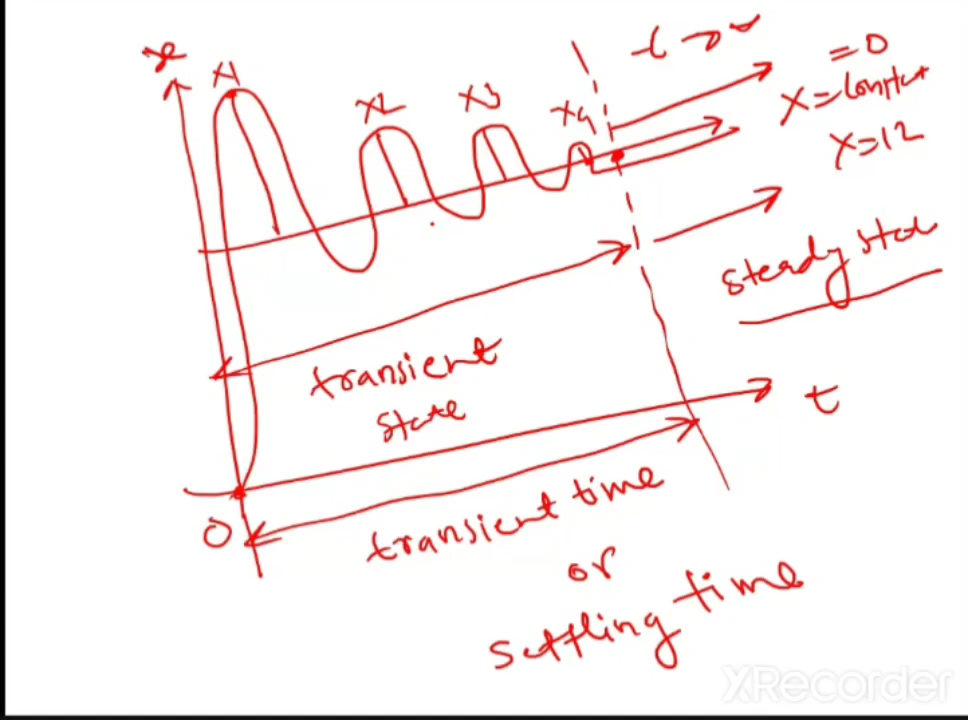 x
x1
x2
x3
x4
t
= 0
x = constant
x = 12
steady state
transient
state
t
0
transient time
or
settling time
XRecorder